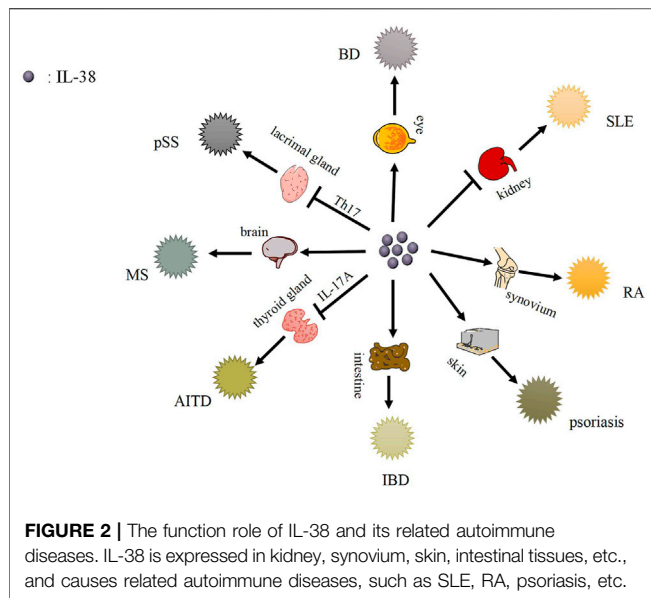 BD
: IL-38
eye
SLE
pSS
lacrimal gland
kidney
Th17
brain
MS
synovium
RA
thyroid gland
IL-17A
skin
intestine
AITD
psoriasis
IBD
FIGURE 2 | The function role of IL-38 and its related autoimmune
diseases. IL-38 is expressed in kidney, synovium, skin, intestinal tissues, etc.,
and causes related autoimmune diseases, such as SLE, RA, psoriasis, etc.